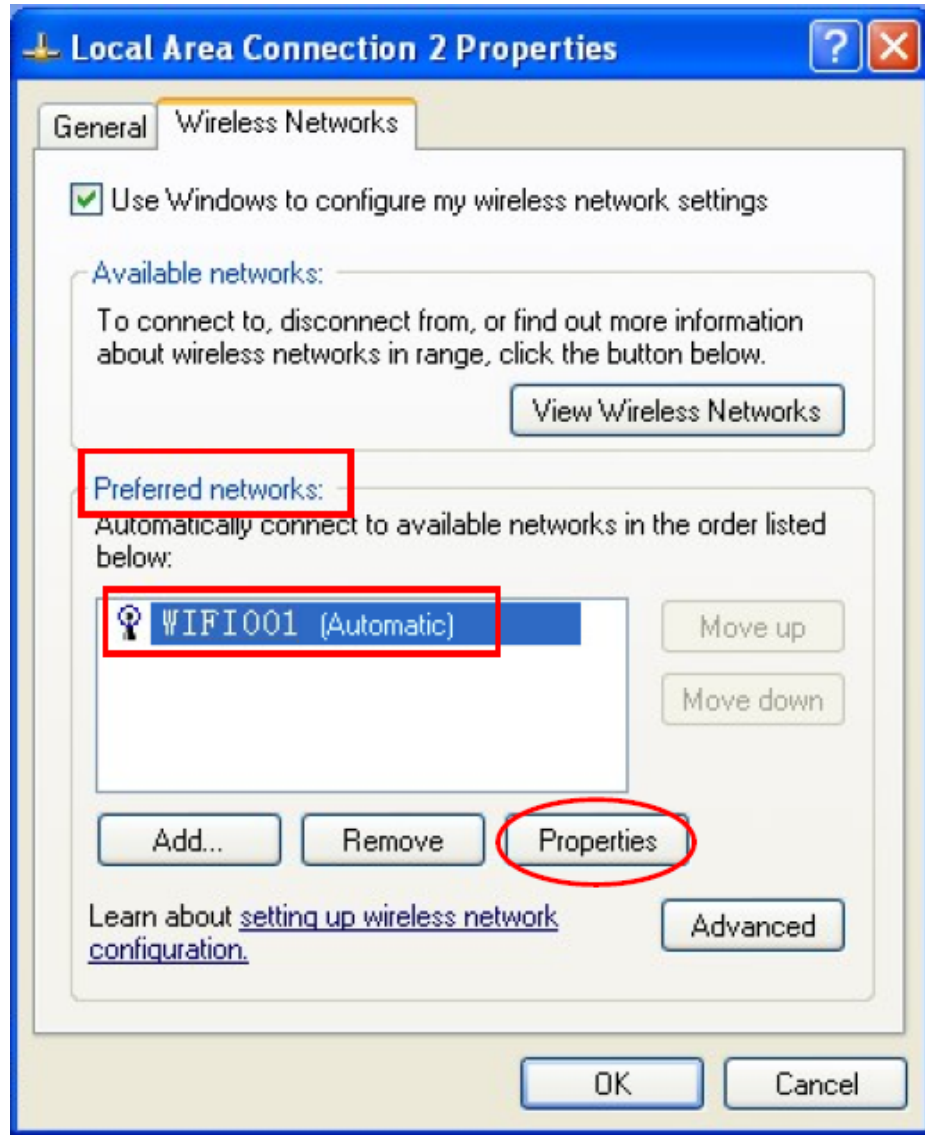 Local Area Connection 2 Properties
General
Wireless Networks
Use Windows to configure my wireless network settings
Available networks:
To connect to, disconnect from, or find out more information
about wireless networks in range, click the button below.
View Wireless Networks
Preferred networks:
Automatically connect to available networks in the order listed
below:
WIFI001 (Automatic)
Move up
Move down
Add...
Remove
Properties
Learn about setting up wireless network
configuration.
Advanced
OK
Cancel